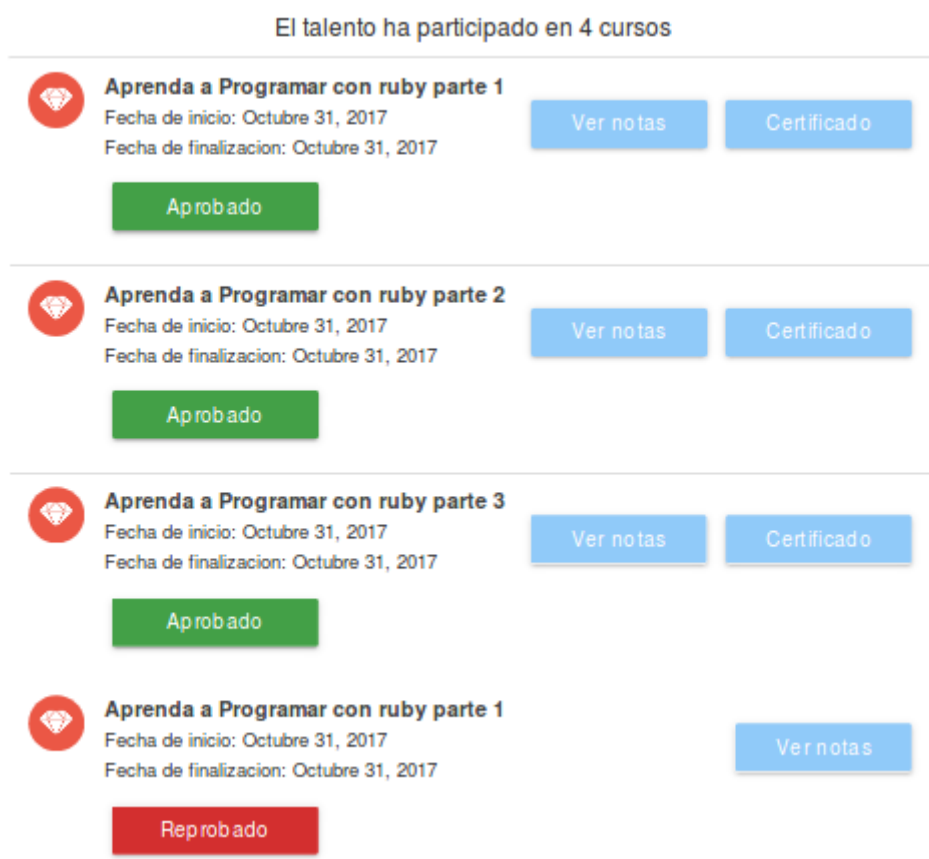 El talento ha participado en 4 cursos
Aprenda a Programar con ruby parte 1
Fecha de inicio: Octubre 31, 2017
Fecha de finalizacion: Octubre 31, 2017
Ver notas
Certificado
Aprobado
Aprenda a Programar con ruby parte 2
Fecha de inicio: Octubre 31, 2017
Fecha de finalizacion: Octubre 31, 2017
Ver notas
Certificado
Aprobado
Aprenda a Programar con ruby parte 3
Fecha de inicio: Octubre 31, 2017
Fecha de finalizacion: Octubre 31, 2017
Ver notas
Certificado
Aprobado
Aprenda a Programar con ruby parte 1
Fecha de inicio: Octubre 31, 2017
Fecha de finalizacion: Octubre 31, 2017
Ver notas
Reprobado